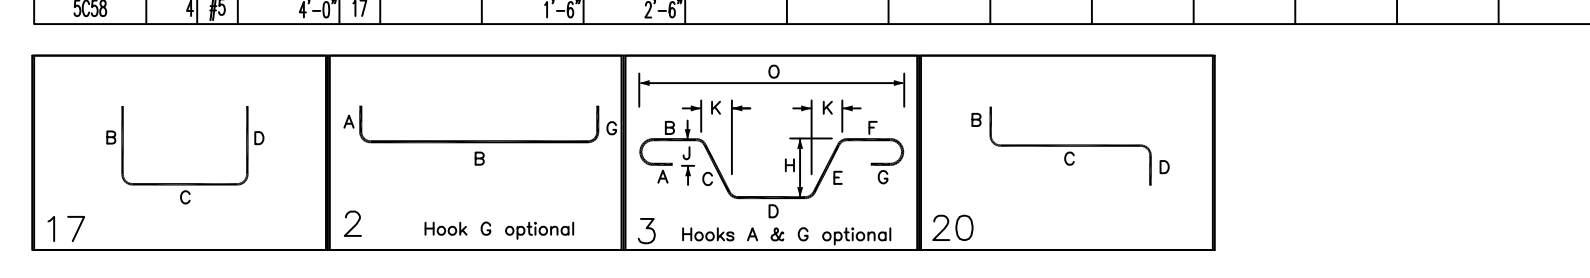 5C58 4 #5 4'-0" 17 1'-6" 2'-6"
B D C 17
A G B 2 Hook G optional
O K K B F J H A C E G D 3 Hooks A & G optional
B C D 20